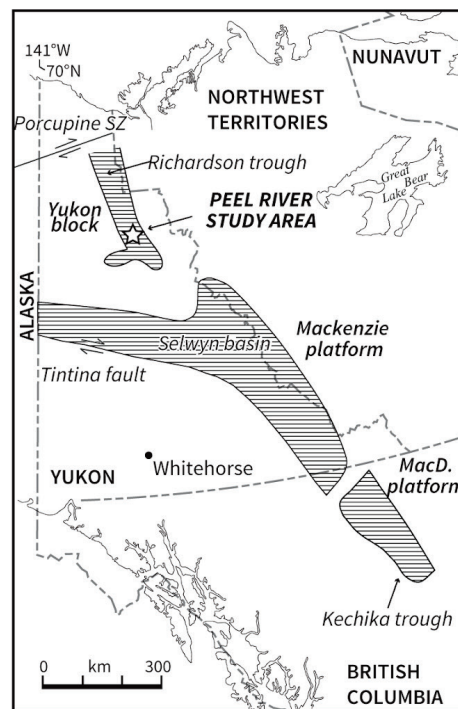 141°W
70°N
NUNAVUT
NORTHWEST
TERRITORIES
Porcupine SZ
Richardson trough
Great
Bear
Lake
Yukon
block
PEEL RIVER
STUDY AREA
ALASKA
Selwyn basin
Mackenzie
platform
Tintina fault
Whitehorse
MacD.
platform
YUKON
Kechika trough
0 km 300
BRITISH
COLUMBIA